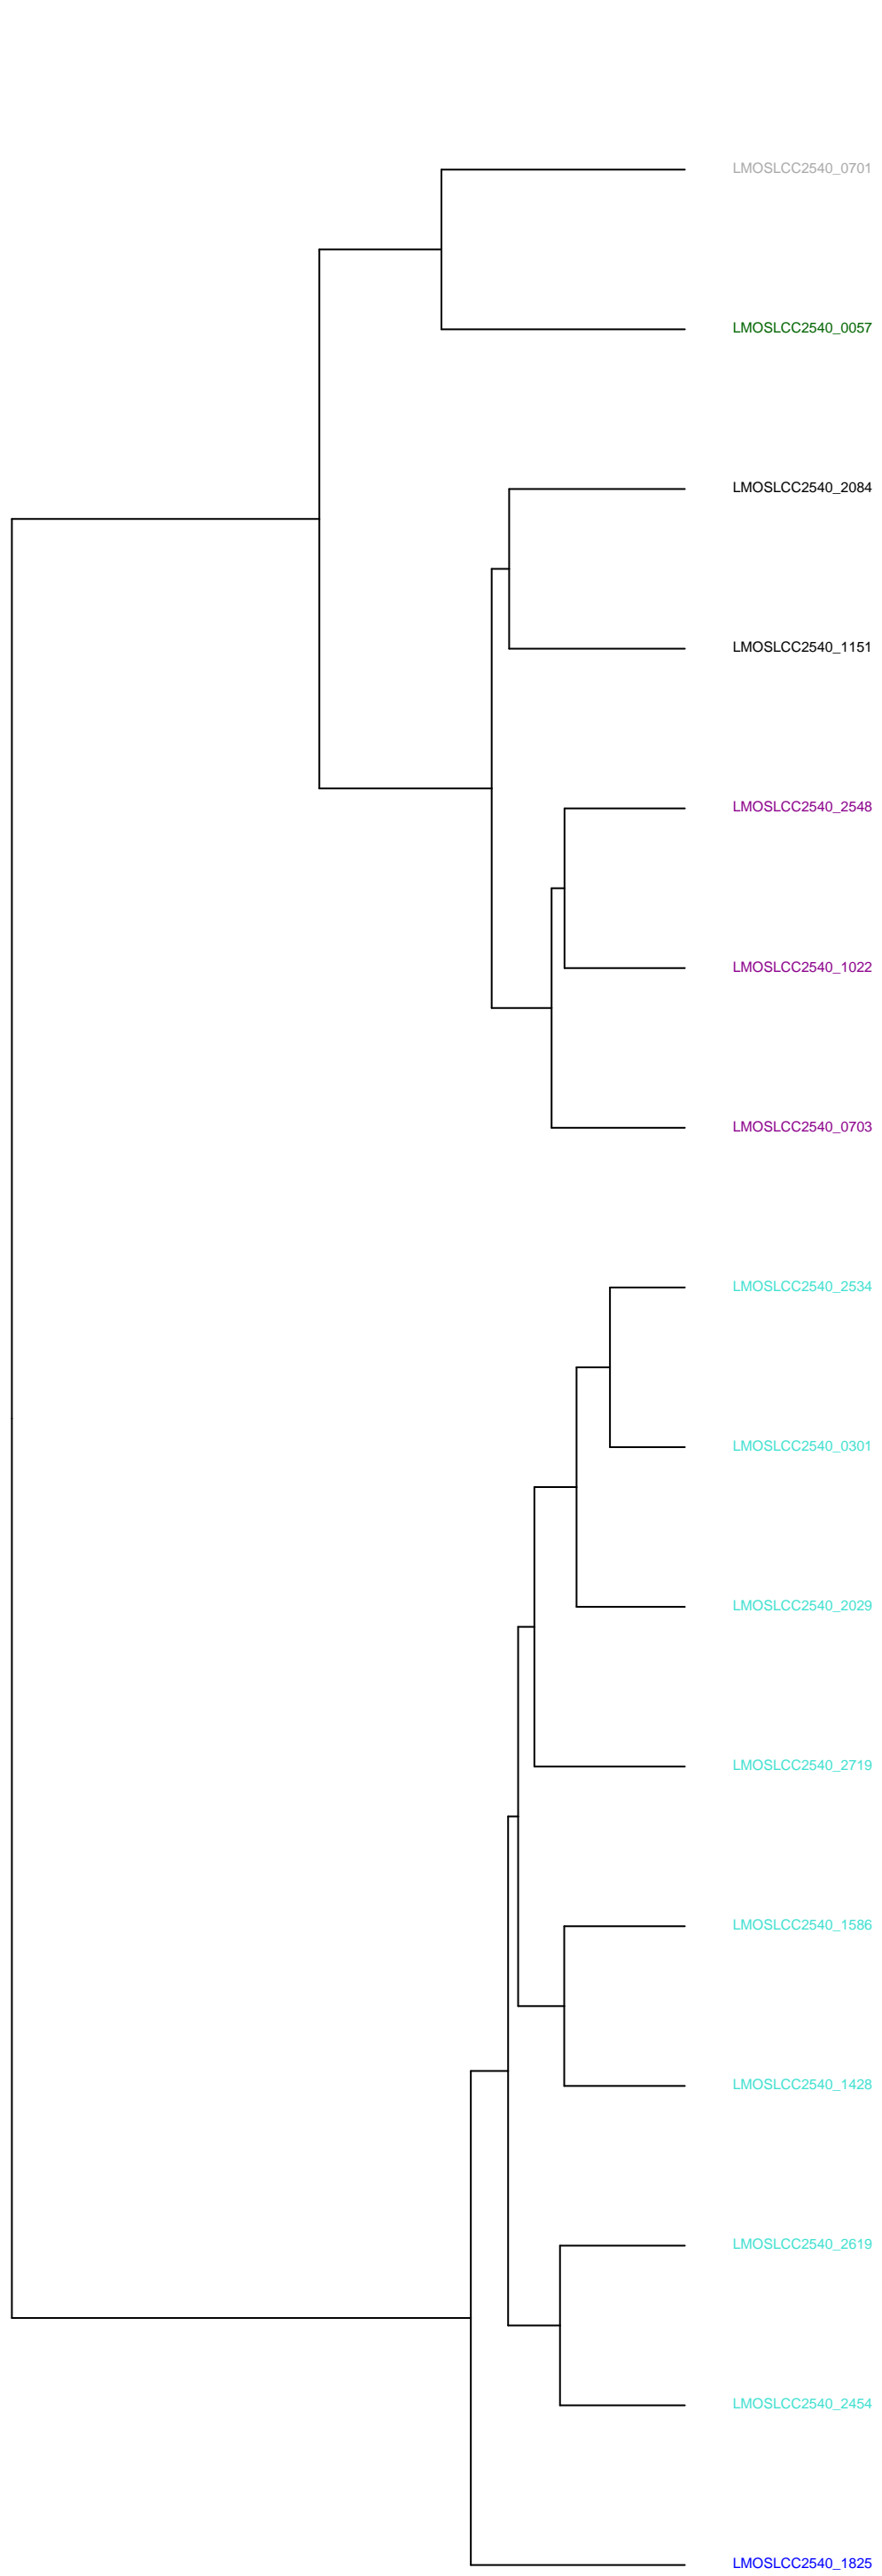 LMOSLCC2540_0701
LMOSLCC2540_0057
LMOSLCC2540_2084
LMOSLCC2540_1151
LMOSLCC2540_2548
LMOSLCC2540_1022
LMOSLCC2540_0703
LMOSLCC2540_2534
LMOSLCC2540_0301
LMOSLCC2540_2029
LMOSLCC2540_2719
LMOSLCC2540_1586
LMOSLCC2540_1428
LMOSLCC2540_2619
LMOSLCC2540_2454
LMOSLCC2540_1825